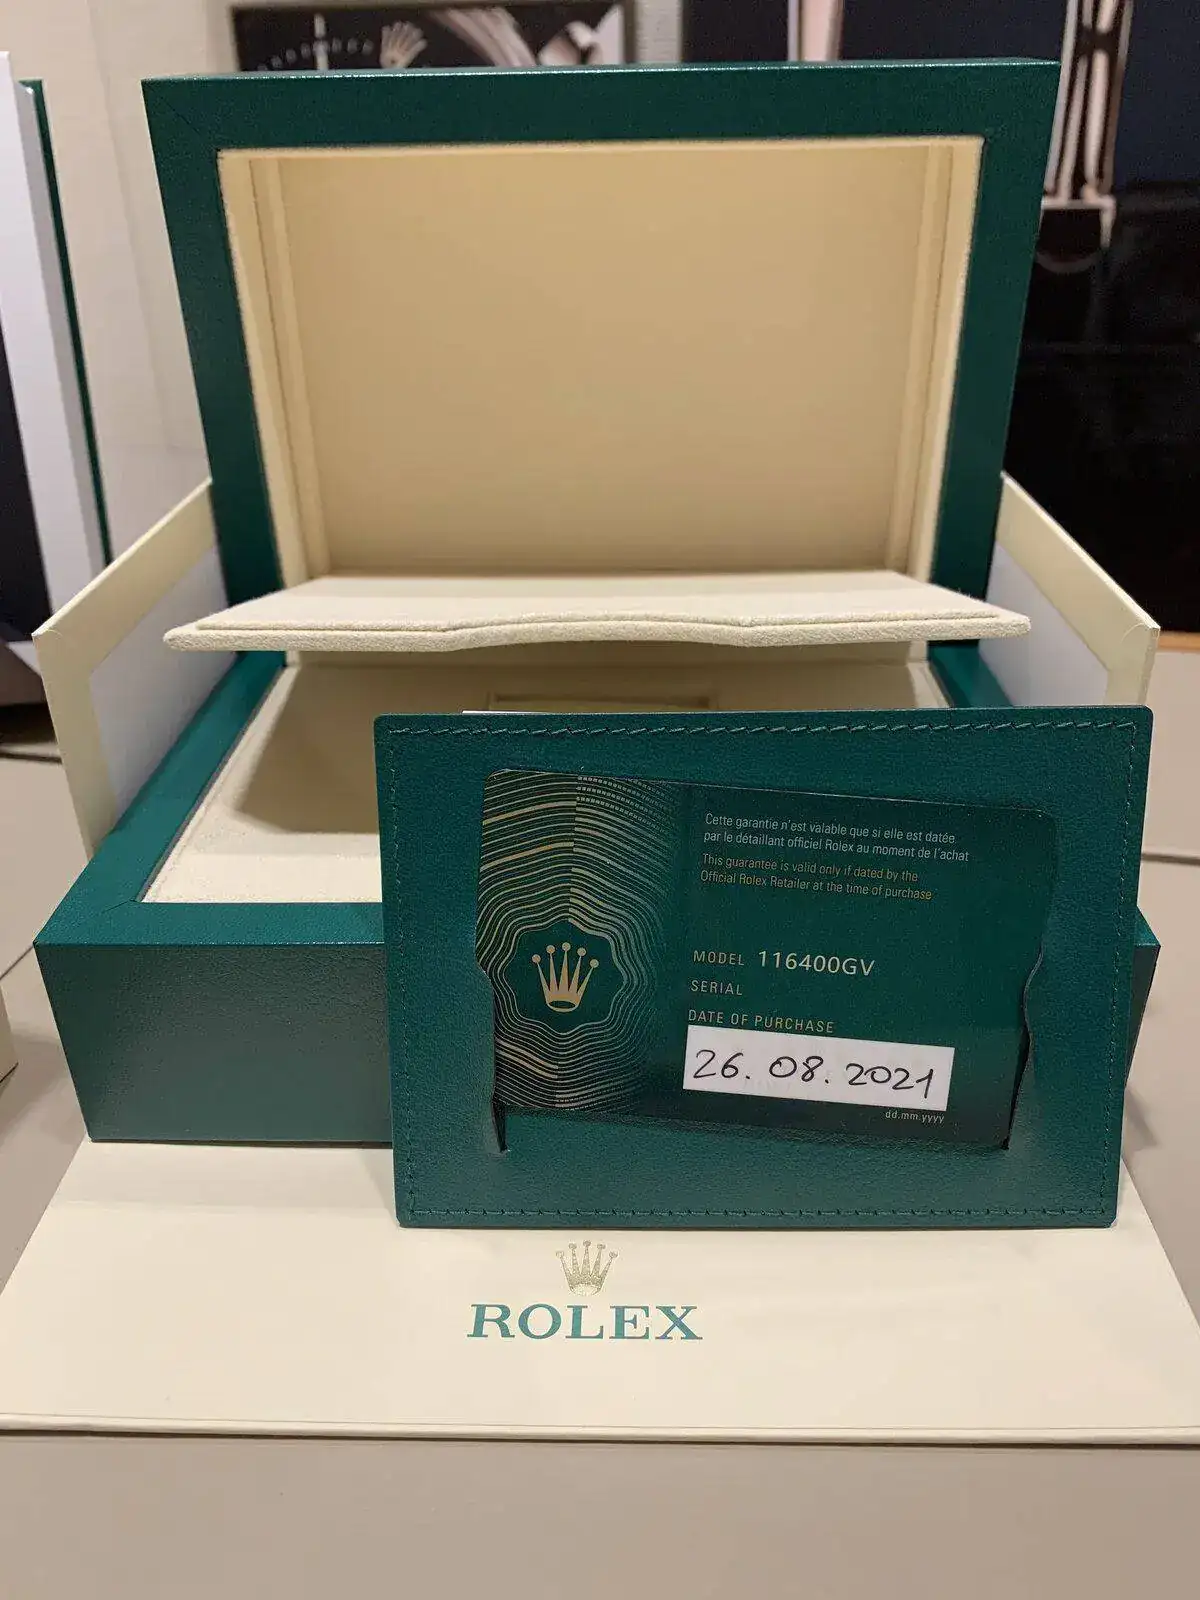 Cette garantie n'est valable que si elle est datée
par le détaillant officiel Rolex au moment de l'achat
This guarantee is valid only if dated by the
Official Rolex Retailer at the time of purchase
MODEL 116400GV
SERIAL
DATE OF PURCHASE
26. 08. 2021
dd.mm.yyyy
ROLEX